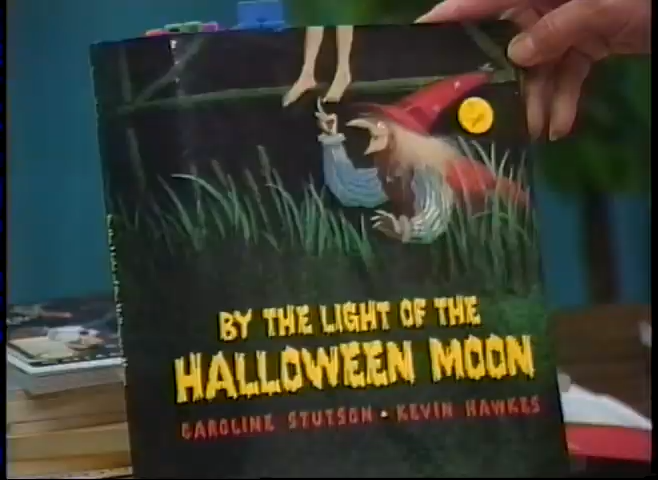 BY THE LIGHT OF THE
HALLOWEEN MOON
CAROLINE STUTSON • KEVIN HAWKES